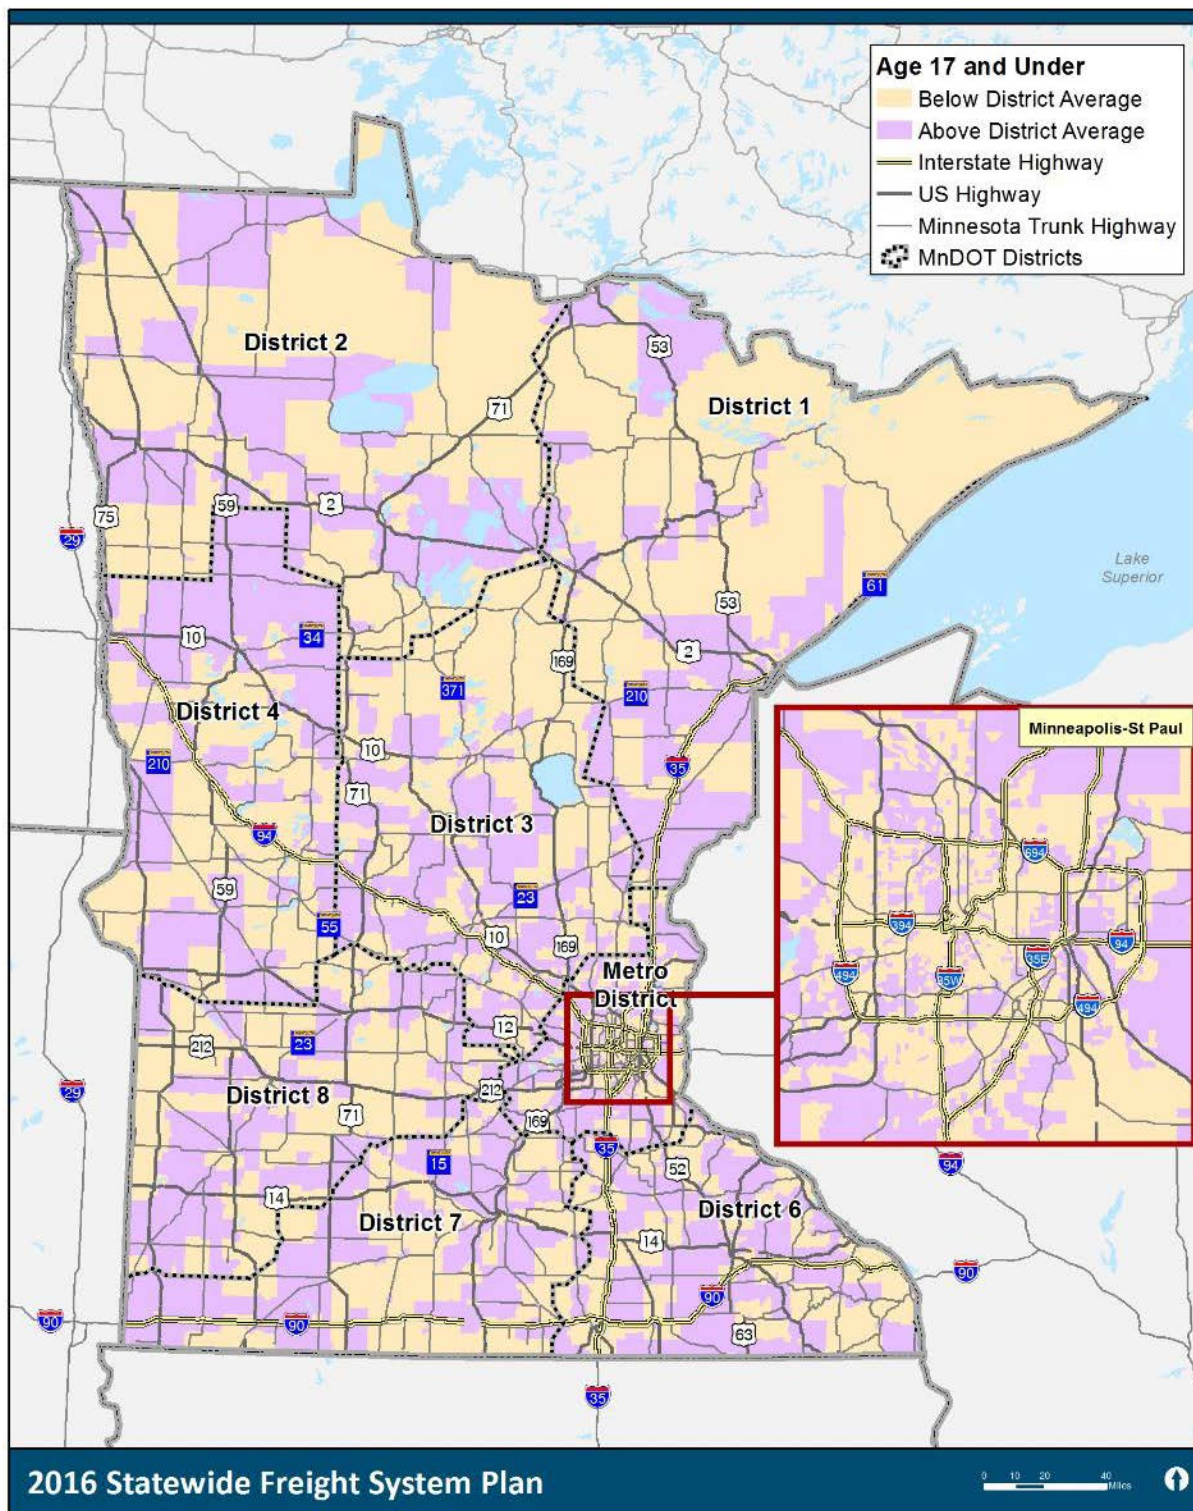 Age 17 and Under
Below District Average
Above District Average
Interstate Highway
US Highway
Minnesota Trunk Highway
MnDOT Districts
District 2
53
71
District 1
59
2
75
29
Lake
Superior
61
53
10
34
2
169
371
210
District 4
Minneapolis-St Paul
10
210
35
71
94
District 3
694
59
23
55
394
10
169
94
35E
Metro
District
494
35W
494
12
212
23
29
District 8
212
71
169
35
15
52
94
14
District 7
District 6
14
90
90
90
90
63
35
2016 Statewide Freight System Plan
0 10 20 40
Miles